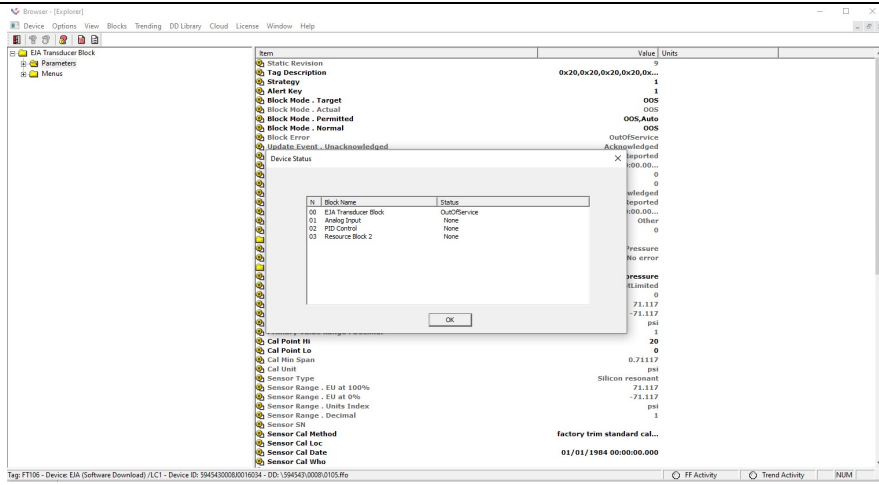 Browser - [Explorer]
Device Options View Blocks Trending DD Library Cloud License Window Help
EJA Transducer Block
Parameters
Menus
Item Value Units
Static Revision 9
Tag Description 0x20,0x20,0x20,0x20,0x...
Strategy 1
Alert Key 1
Block Mode . Target OOS
Block Mode . Actual OOS
Block Mode . Permitted OOS,Auto
Block Mode . Normal OOS
Block Error OutOfService
Update Event . Unacknowledged Acknowledged
Device Status
N Block Name Status
00 EJA Transducer Block OutOfService
01 Analog Input None
02 PID Control None
03 Resource Block 2 None
OK
0
0
Other
0
No error
0
71.117
-71.117
psi
1
Cal Point Hi 20
Cal Point Lo 0
Cal Min Span 0.71117
Cal Unit psi
Sensor Type Silicon resonant
Sensor Range . EU at 100% 71.117
Sensor Range . EU at 0% -71.117
Sensor Range . Units Index psi
Sensor Range . Decimal 1
Sensor SN
Sensor Cal Method factory trim standard cal...
Sensor Cal Loc
Sensor Cal Date 01/01/1984 00:00:00.000
Sensor Cal Who
Tag: FT106 - Device: EJA (Software Download) /LC1 - Device ID: 5945430008J0016034 - DD: \594543\0008\0105.ffo FF Activity Trend Activity NUM